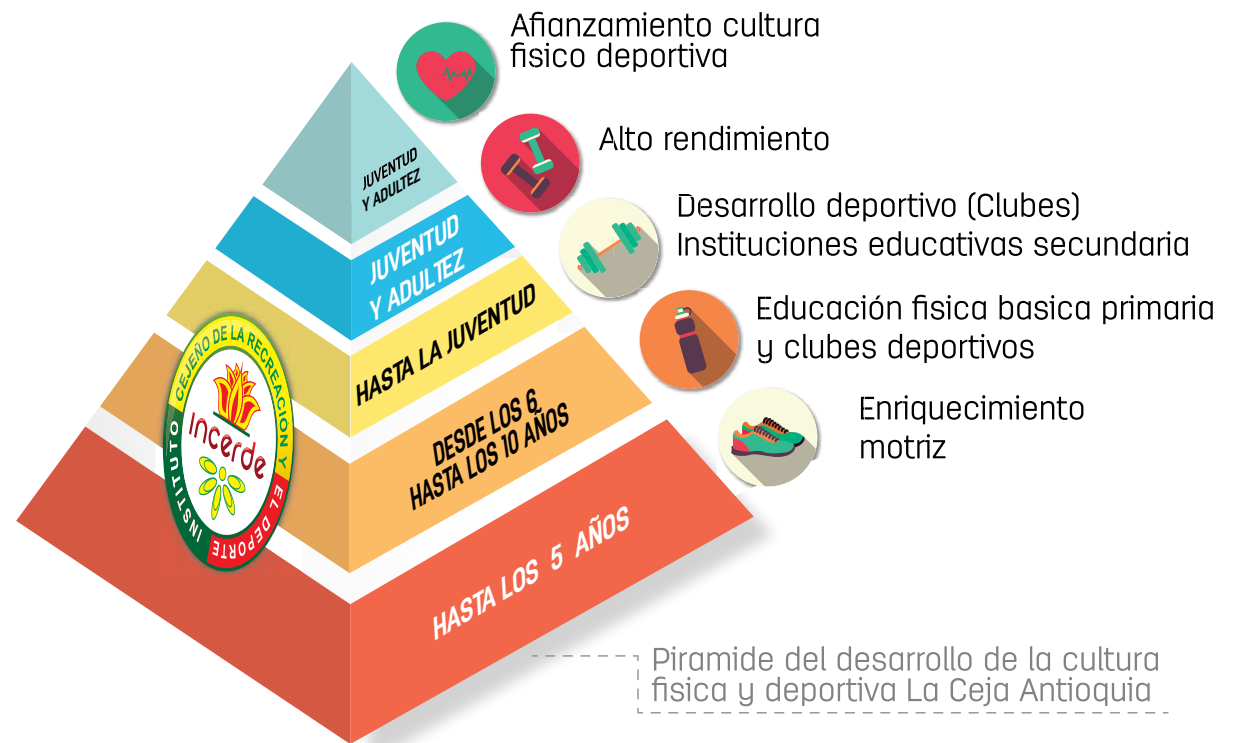 Afianzamiento cultura
fisico deportiva
Alto rendimiento
Desarrollo deportivo (Clubes)
Instituciones educativas secundaria
Educación fisica basica primaria
y clubes deportivos
Enriquecimiento
motriz
JUVENTUD
Y ADULTEZ
JUVENTUD
Y ADULTEZ
HASTA LA JUVENTUD
DESDE LOS 6
HASTA LOS 10 AÑOS
HASTA LOS 5 AÑOS
INSTITUTO CEJEÑO DE LA RECREACIÓN Y EL DEPORTE
Incerde
Piramide del desarrollo de la cultura
fisica y deportiva La Ceja Antioquia